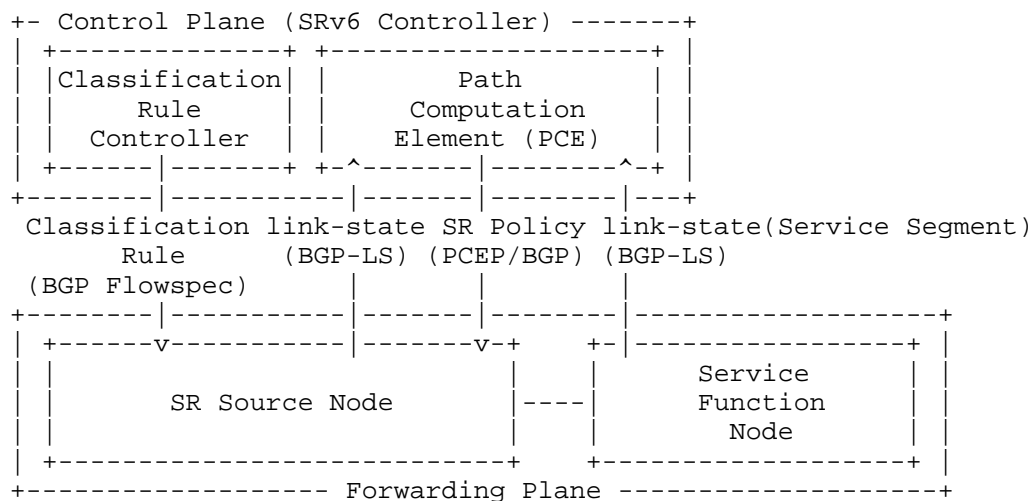 Control Plane (SRv6 Controller)
Classification Path
Rule Computation
Controller Element (PCE)
Classification link-state SR Policy link-state(Service Segment)
Rule (BGP-LS) (PCEP/BGP) (BGP-LS)
(BGP Flowspec)
Service
SR Source Node Function
Node
Forwarding Plane